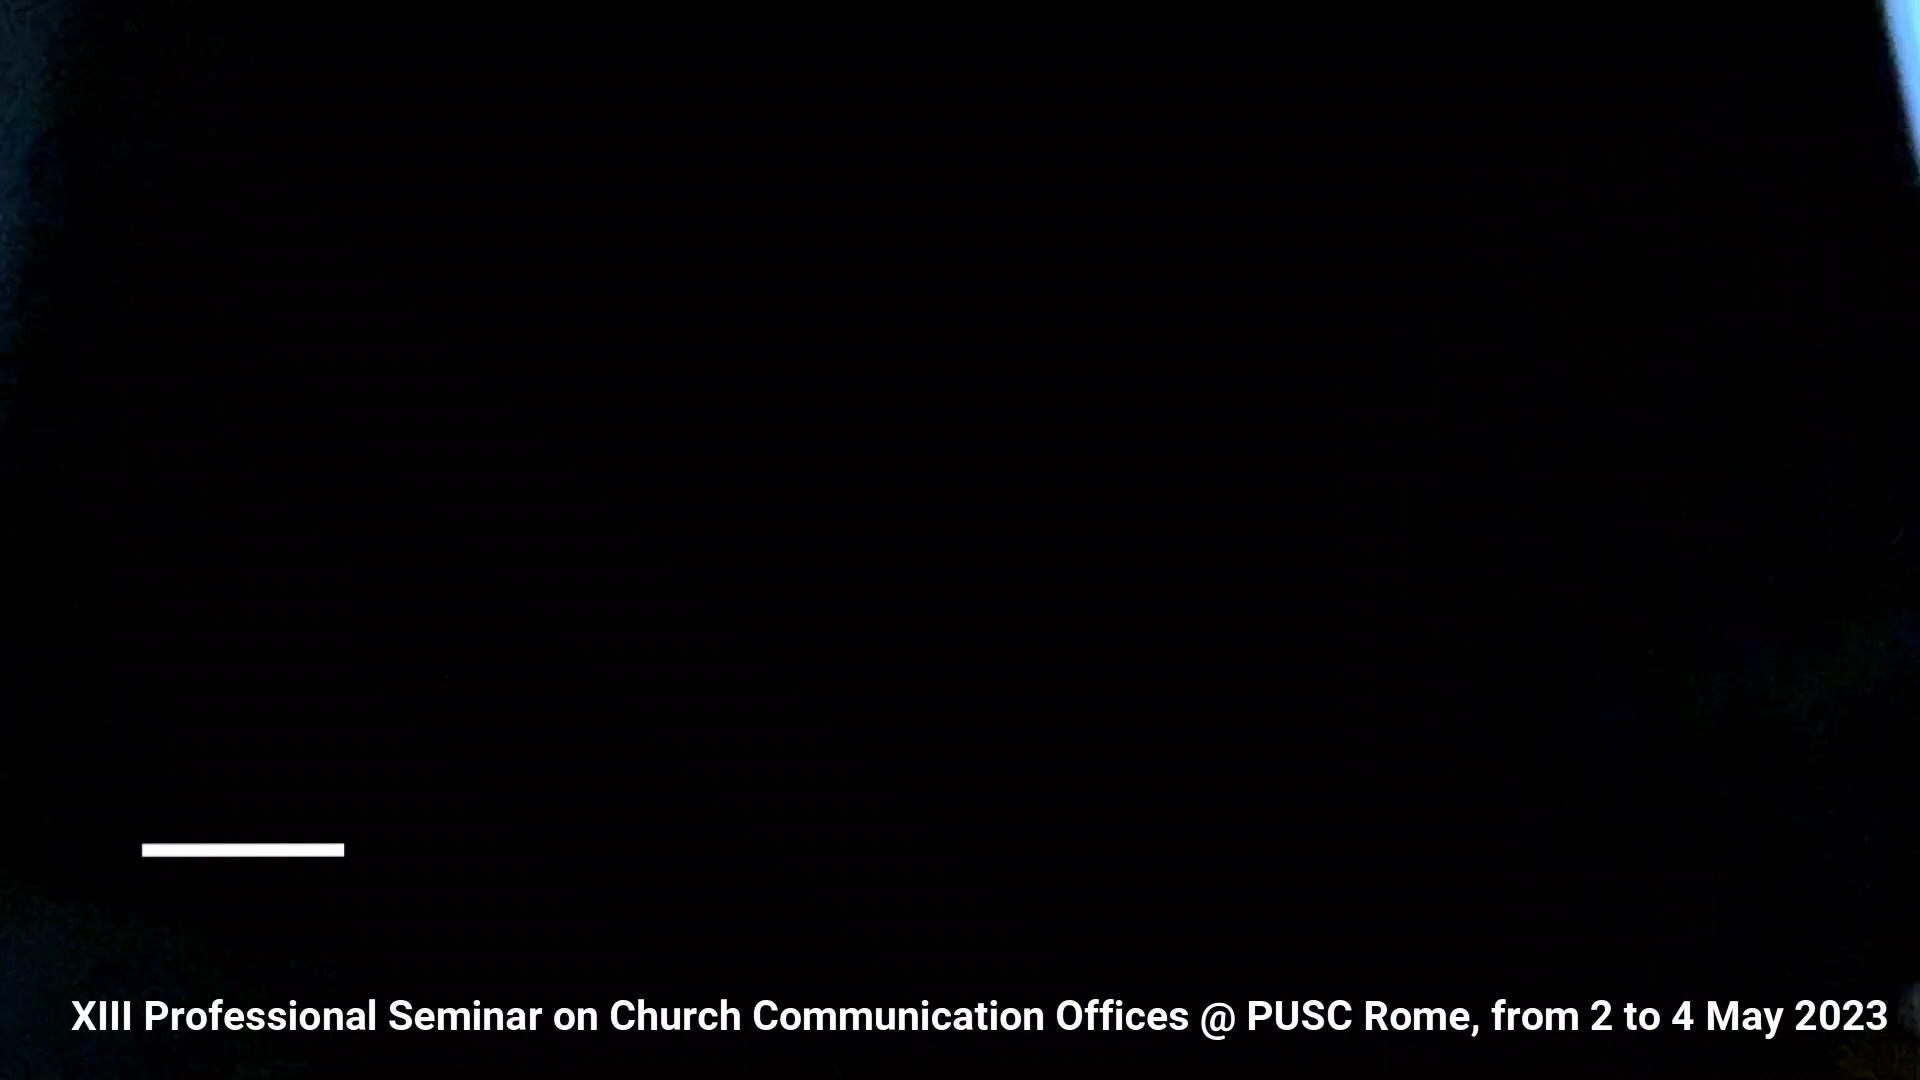 XIII Professional Seminar on Church Communication Offices @ PUSC Rome, from 2 to 4 May 2023